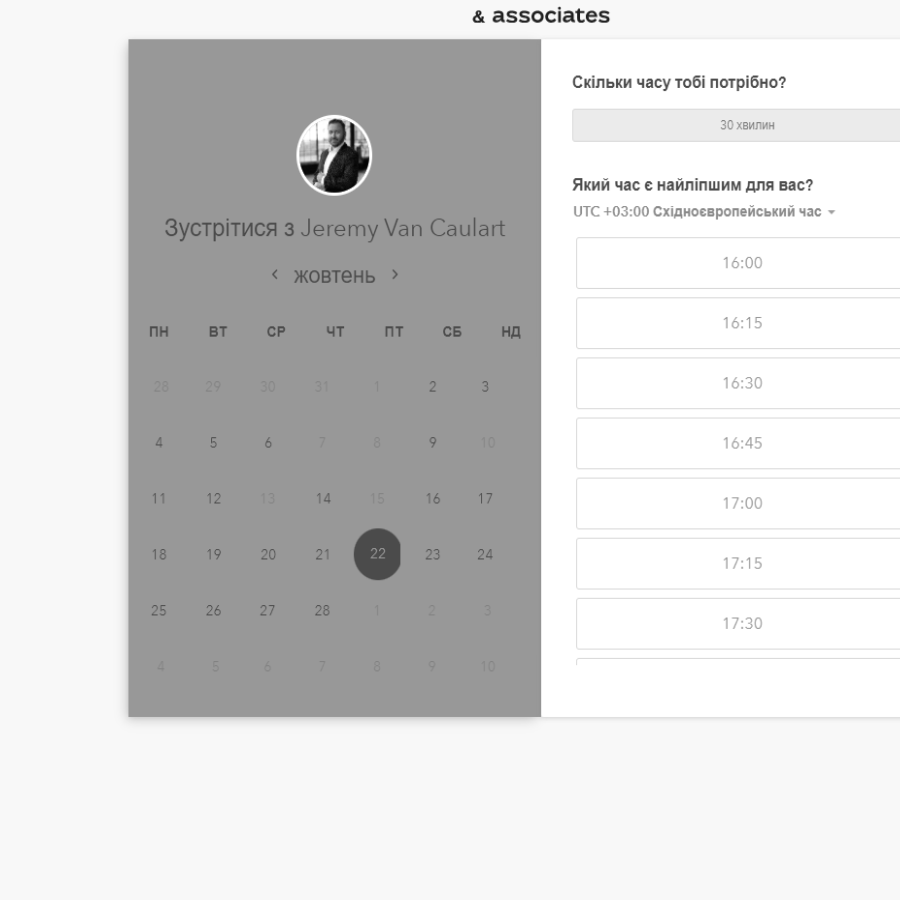 & associates
Зустрітися з Jeremy Van Caulart
жовтень
ПН ВТ СР ЧТ ПТ СБ НД
28 29 30 31 1 2 3
4 5 6 7 8 9 10
11 12 13 14 15 16 17
18 19 20 21 22 23 24
25 26 27 28 1 2 3
4 5 6 7 8 9 10
Скільки часу тобі потрібно?
30 хвилин
Який час є найліпшим для вас?
UTC +03:00 Східноєвропейський час
16:00
16:15
16:30
16:45
17:00
17:15
17:30